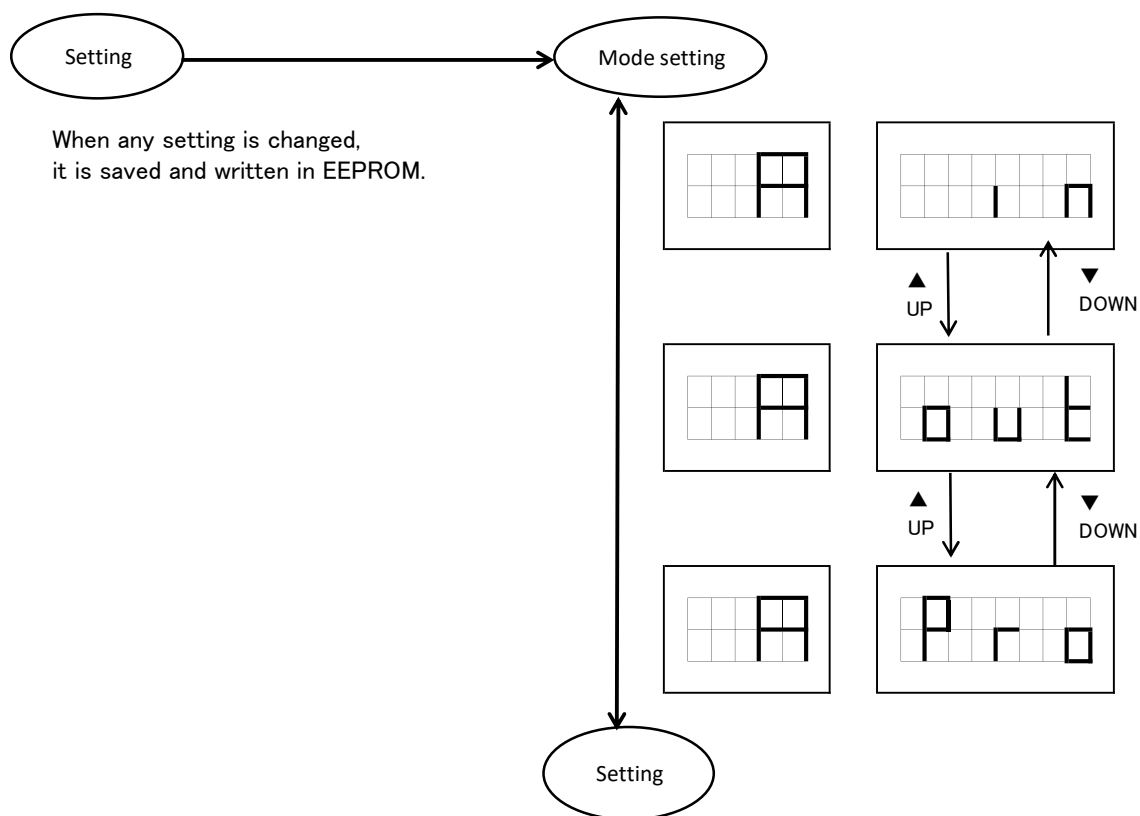 Setting
Mode setting
When any setting is changed,
it is saved and written in EEPROM.
A
in
▲
UP
▼
DOWN
A
out
▲
UP
▼
DOWN
A
Pro
Setting